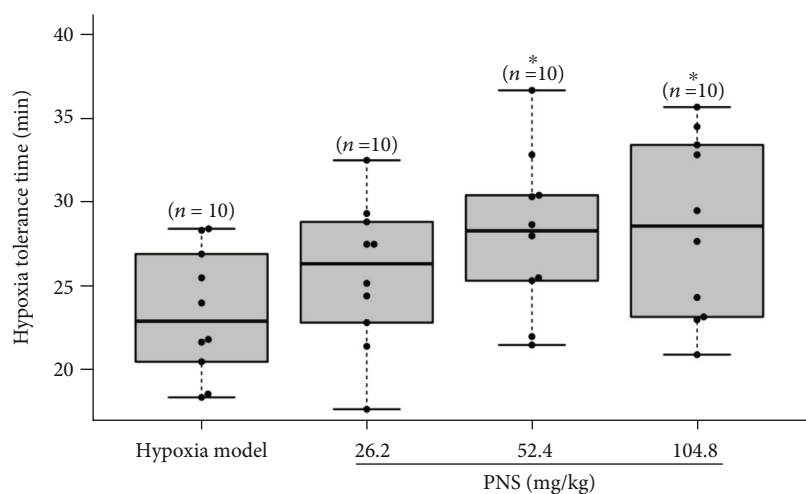 Hypoxia tolerance time (min)
40
35
30
25
20
(n = 10)
(n =10)
*
(n =10)
*
(n =10)
Hypoxia model
26.2
52.4
104.8
PNS (mg/kg)